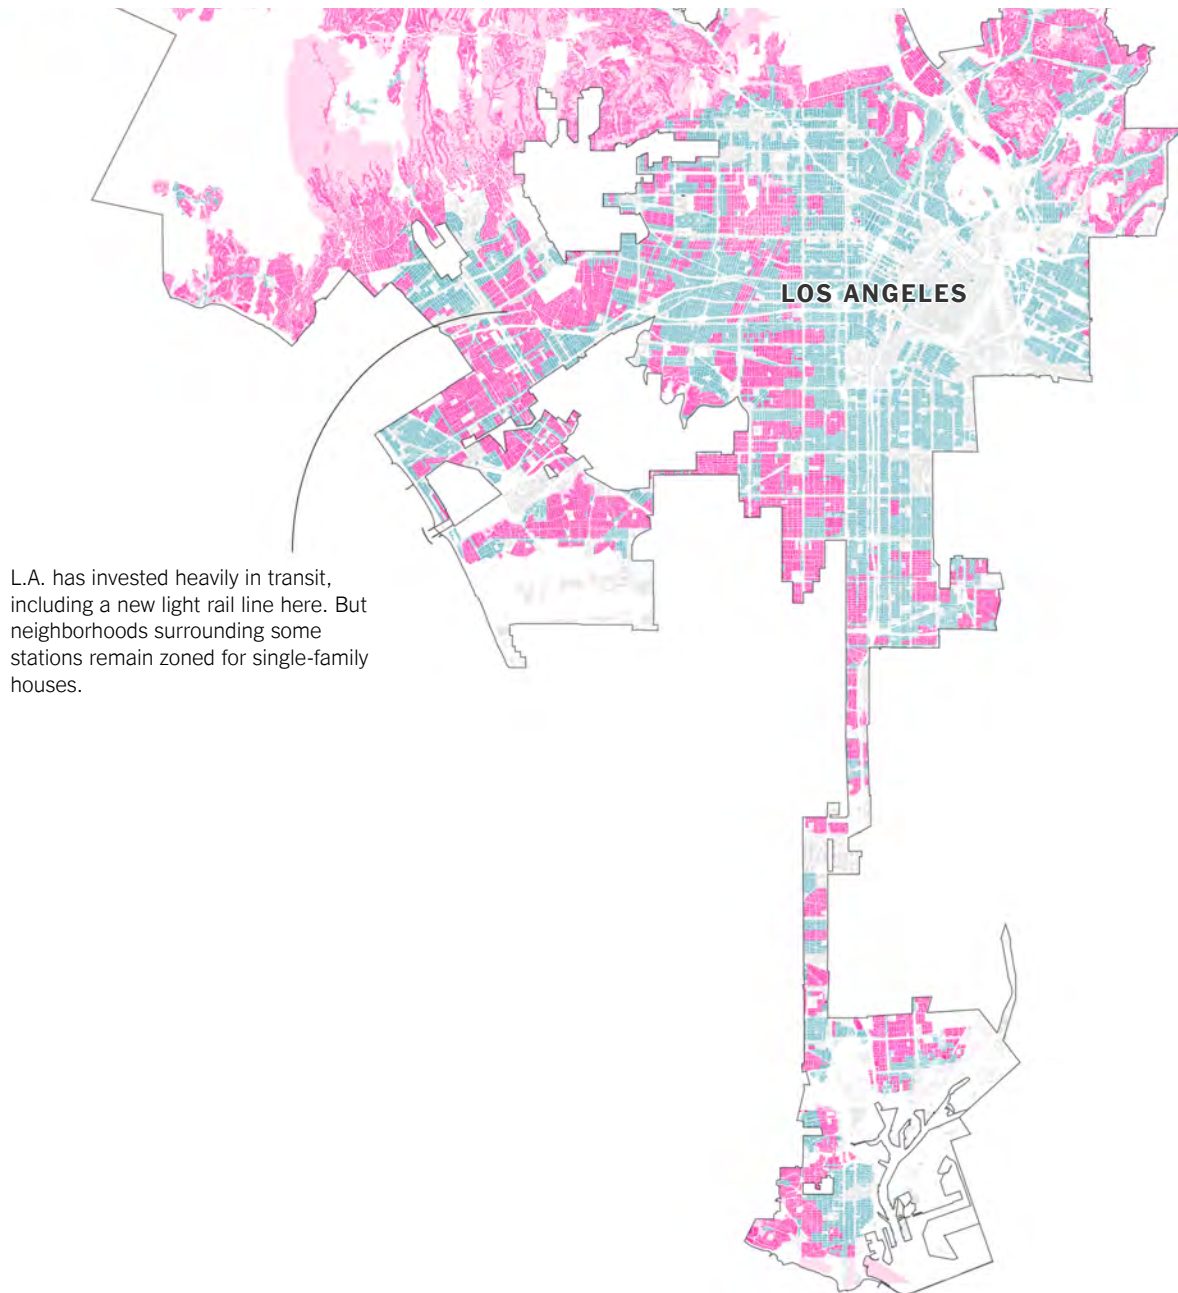 LOS ANGELES
L.A. has invested heavily in transit,
including a new light rail line here. But
neighborhoods surrounding some
stations remain zoned for single-family
houses.